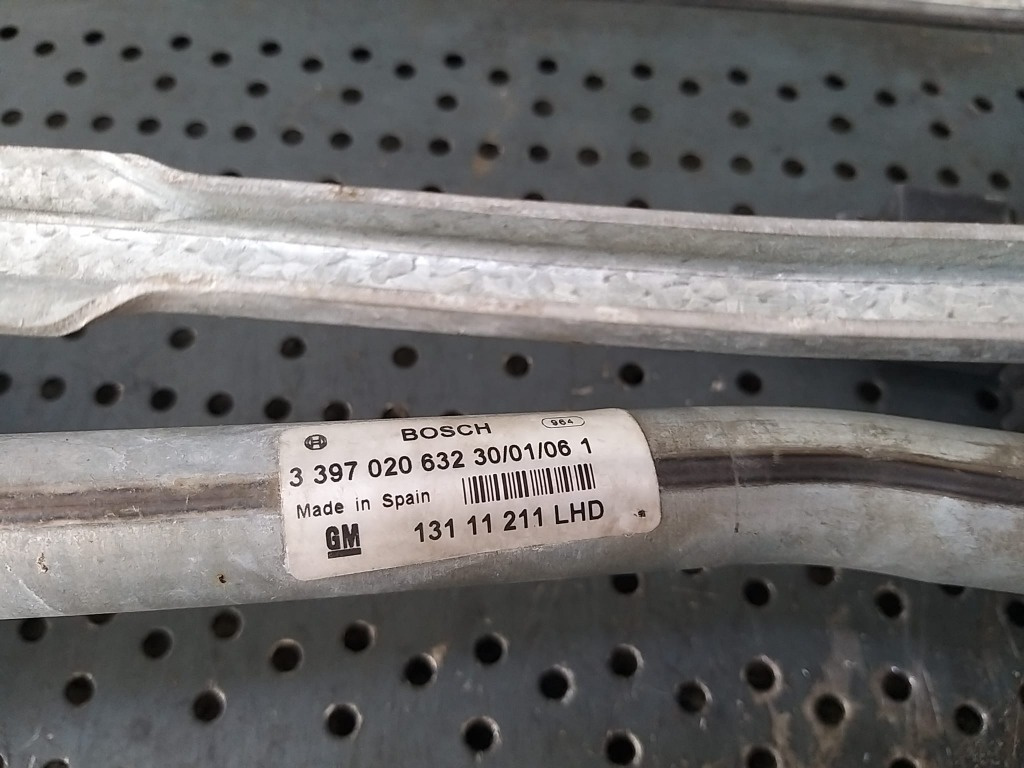 BOSCH 964
3 397 020 632 30/01/06 1
Made in Spain
GM 131 11 211 LHD